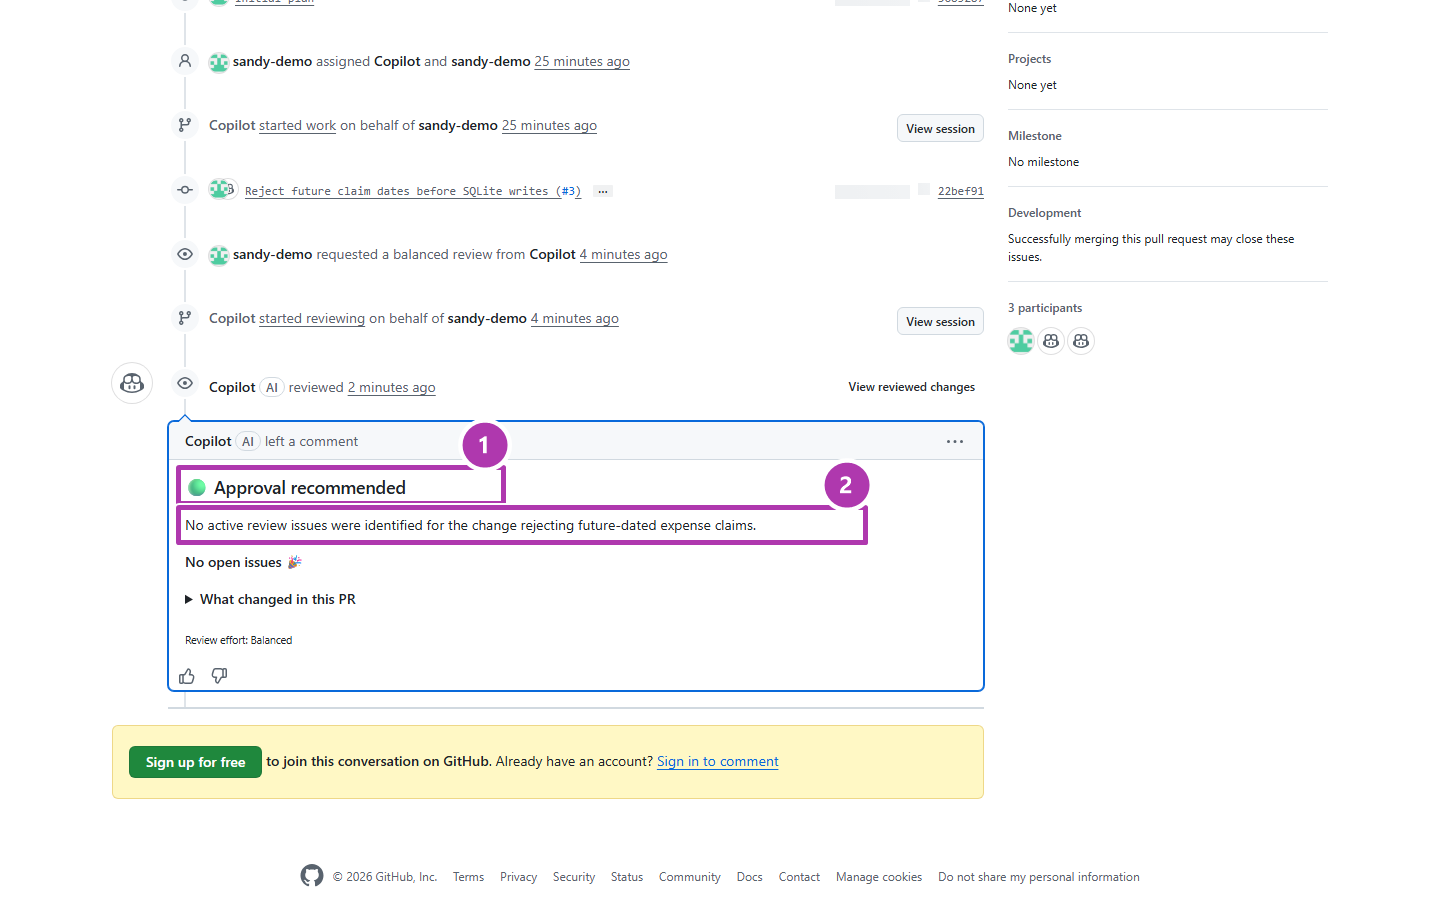 Initial plan
None yet
sandy-demo assigned Copilot and sandy-demo 25 minutes ago
Projects
None yet
Copilot started work on behalf of sandy-demo 25 minutes ago
View session
Milestone
No milestone
Reject future claim dates before SQLite writes (#3) ...
22bef91
Development
Successfully merging this pull request may close these
issues.
sandy-demo requested a balanced review from Copilot 4 minutes ago
3 participants
Copilot started reviewing on behalf of sandy-demo 4 minutes ago
View session
Copilot AI reviewed 2 minutes ago
View reviewed changes
Copilot AI left a comment
1
Approval recommended
2
No active review issues were identified for the change rejecting future-dated expense claims.
No open issues 🎉
What changed in this PR
Review effort: Balanced
Sign up for free to join this conversation on GitHub. Already have an account? Sign in to comment
© 2026 GitHub, Inc. Terms Privacy Security Status Community Docs Contact Manage cookies Do not share my personal information